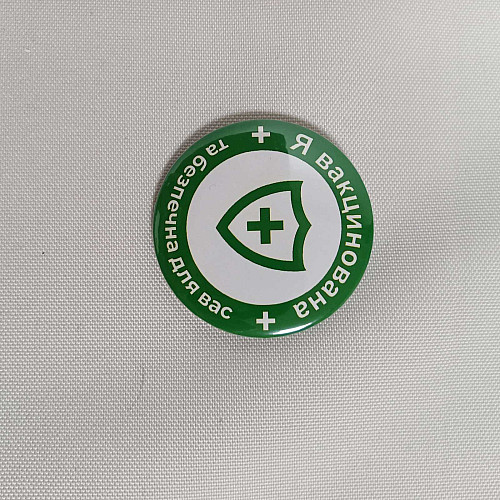 Я вакцинована
та безпечна для вас